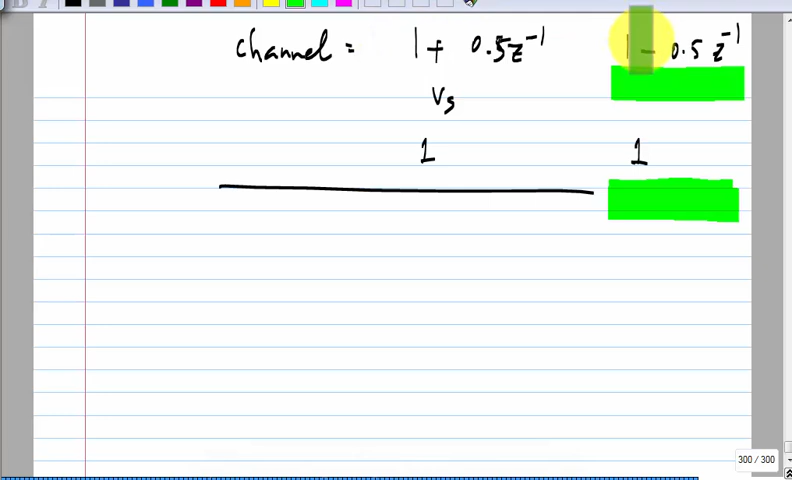 channel = 1 + 0.5z⁻¹ 1 - 0.5 z⁻¹
Vs
1 1
300 / 300